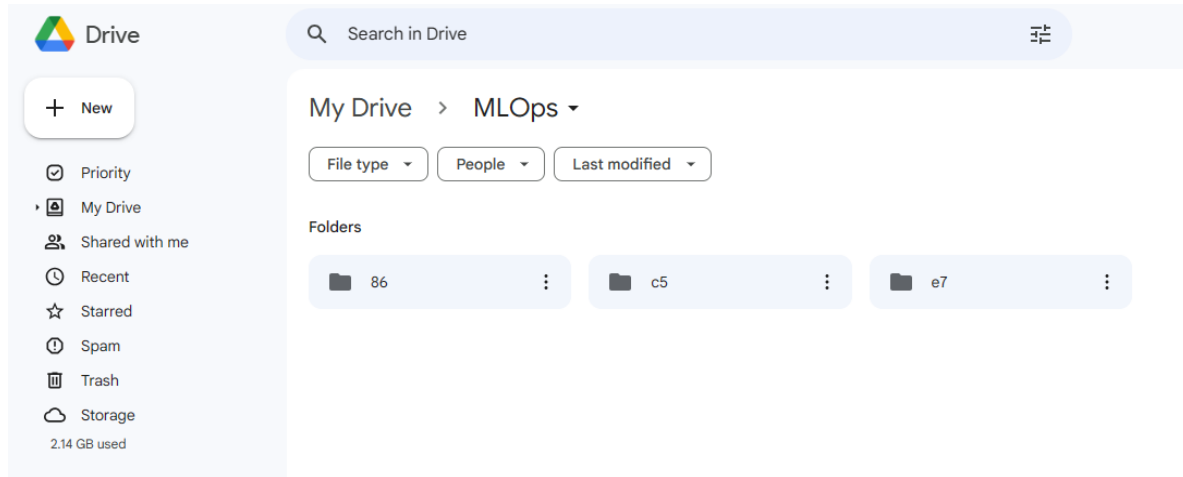 Drive
Search in Drive
New
My Drive > MLOps
File type
People
Last modified
Priority
My Drive
Shared with me
Recent
Starred
Spam
Trash
Storage
2.14 GB used
Folders
86
c5
e7